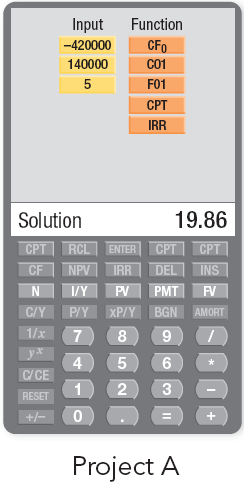 Input Function
−420000 CF0
140000 C01
5 F01
CPT
IRR
Solution 19.86
CPT RCL ENTER CPT CPT
CF NPV IRR DEL INS
N I/Y PV PMT FV
C/Y P/Y xP/Y BGN AMORT
1/x 7 8 9 /
yx 4 5 6 *
C/CE 1 2 3 −
RESET
+/− 0 . = +
Project A